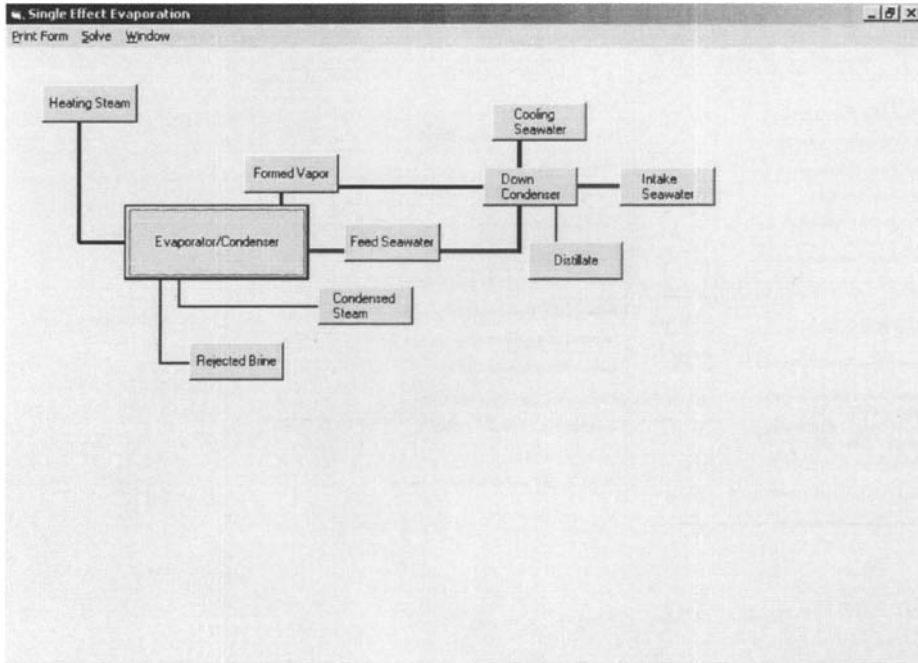 Single Effect Evaporation
Print Form Solve Window
Heating Steam
Cooling
Seawater
Formed Vapor
Down
Condenser
Intake
Seawater
Evaporator/Condenser
Feed Seawater
Distillate
Condensed
Steam
Rejected Brine